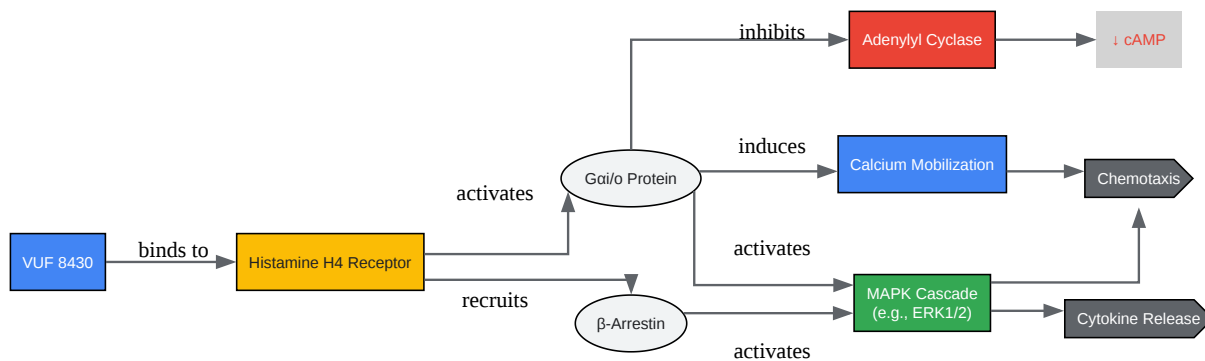 inhibits
Adenylyl Cyclase
↓ cAMP
induces
Calcium Mobilization
Gαi/o Protein
Chemotaxis
activates
binds to
activates
VUF 8430
Histamine H4 Receptor
recruits
MAPK Cascade
(e.g., ERK1/2)
β-Arrestin
Cytokine Release
activates